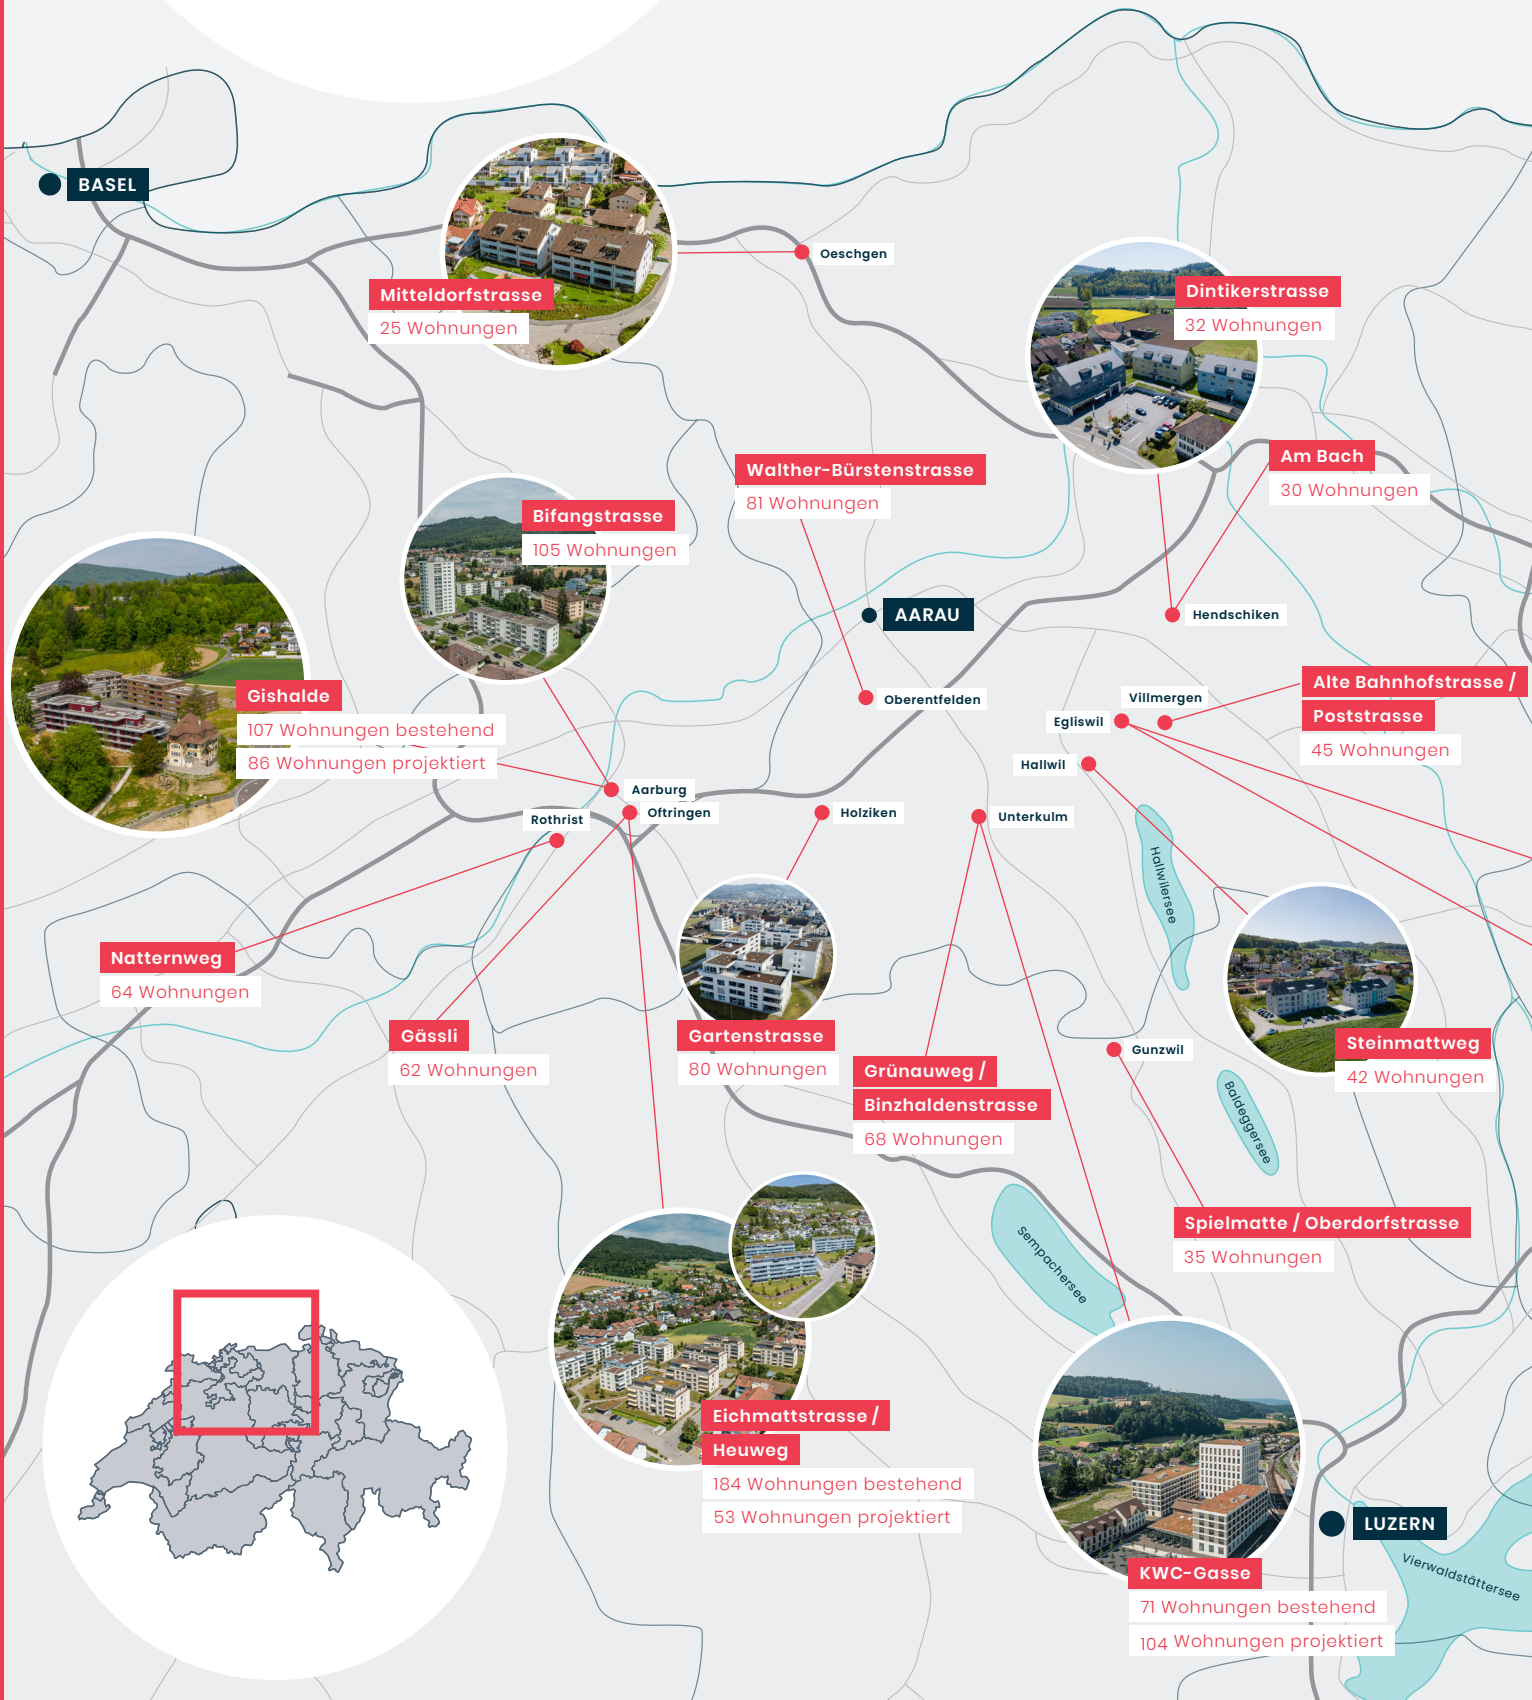 BASEL
Oeschgen
Mitteldorfstrasse
25 Wohnungen
Dintikerstrasse
32 Wohnungen
Am Bach
30 Wohnungen
Walther-Bürstenstrasse
81 Wohnungen
Bifangstrasse
105 Wohnungen
AARAU
Hendschiken
Gishalde
107 Wohnungen bestehend
86 Wohnungen projektiert
Oberentfelden
Villmergen
Egliswil
Alte Bahnhofstrasse /
Poststrasse
45 Wohnungen
Hallwil
Aarburg
Oftringen
Rothrist
Holziken
Unterkulm
Hallwilersee
Natternweg
64 Wohnungen
Gässli
62 Wohnungen
Gartenstrasse
80 Wohnungen
Grünauweg /
Binzhaldenstrasse
68 Wohnungen
Gunzwil
Steinmattweg
42 Wohnungen
Baldeggersee
Sempachersee
Spielmatte / Oberdorfstrasse
35 Wohnungen
Eichmattstrasse /
Heuweg
184 Wohnungen bestehend
53 Wohnungen projektiert
LUZERN
Vierwaldstättersee
KWC-Gasse
71 Wohnungen bestehend
104 Wohnungen projektiert